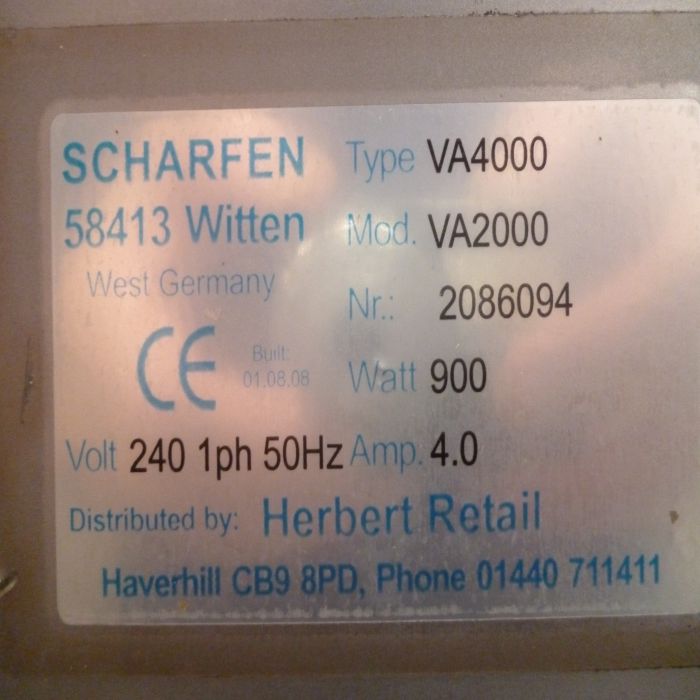 SCHARFEN Type VA4000
58413 Witten Mod. VA2000
West Germany Nr.: 2086094
CE Built: 01.08.08 Watt 900
Volt 240 1ph 50Hz Amp. 4.0
Distributed by: Herbert Retail
Haverhill CB9 8PD, Phone 01440 711411